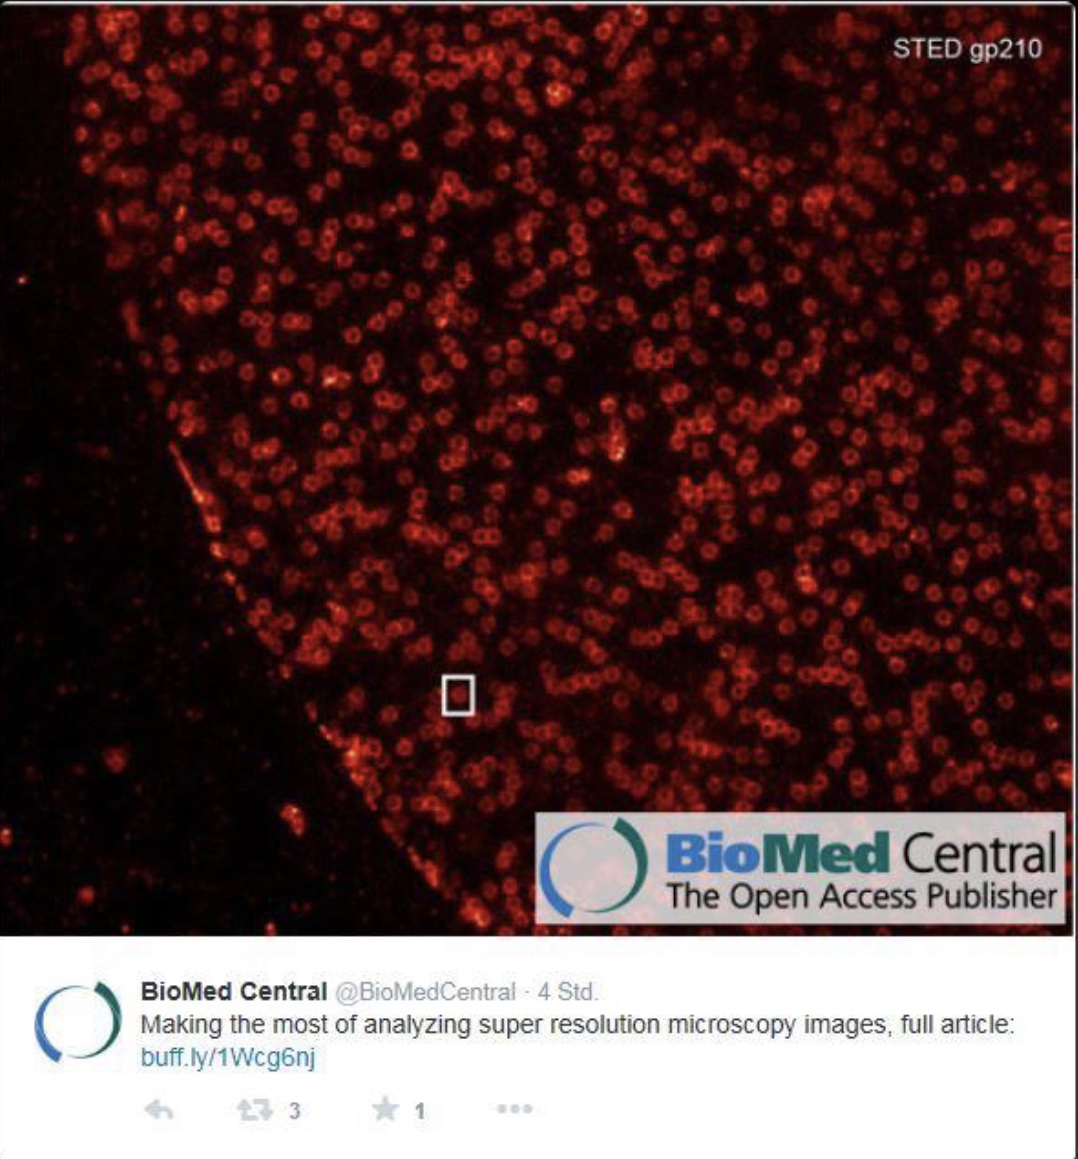 STED gp210
BioMed Central
The Open Access Publisher
BioMed Central @BioMedCentral · 4 Std.
Making the most of analyzing super resolution microscopy images, full article:
buff.ly/1Wcg6nj
3 1